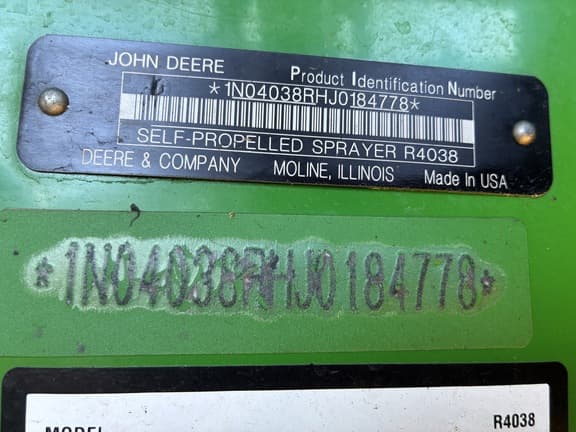 JOHN DEERE
Product Identification Number
*1N04038RHJ0184778*
SELF-PROPELLED SPRAYER R4038
DEERE & COMPANY MOLINE, ILLINOIS Made In USA
*1N04038RHJ0184778*
MODEL R4038